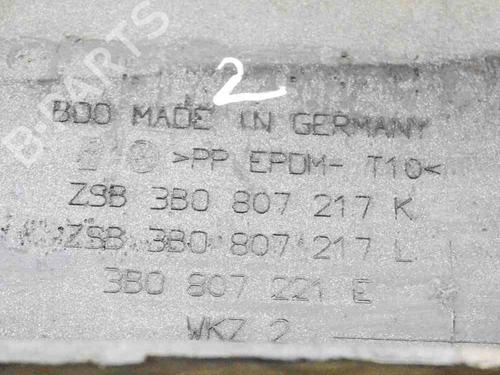 B-PARTS
2
BDO MADE IN GERMANY
>PP EPDM- T10<
ZSB 3B0 807 217 K
ZSB 3B0 807 217 L
3B0 807 221 E
WKZ 2